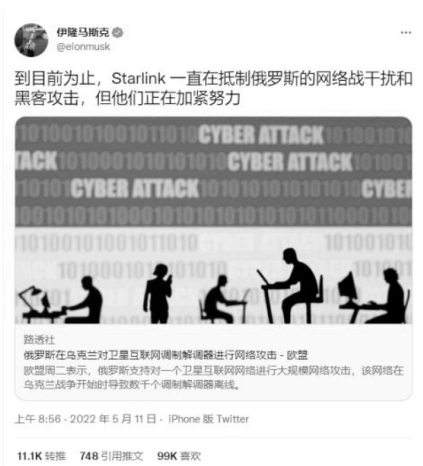 伊隆马斯克
@elonmusk
到目前为止，Starlink 一直在抵制俄罗斯的网络战干扰和
黑客攻击，但他们正在加紧努力
1010010100101101 0 CYBER ATTACK
TACK CYBER ATTACK
CYBER ATTACK CYBE
路透社
俄罗斯在乌克兰对卫星互联网调制解调器进行网络攻击 - 欧盟
欧盟周二表示，俄罗斯支持对一个卫星互联网网络进行大规模网络攻击，该网络在
乌克兰战争开始时导致数千个调制解调器离线。
上午 8:56 · 2022 年 5 月 11 日 · iPhone 版 Twitter
11.1K 转推 748 引用推文 99K 喜欢